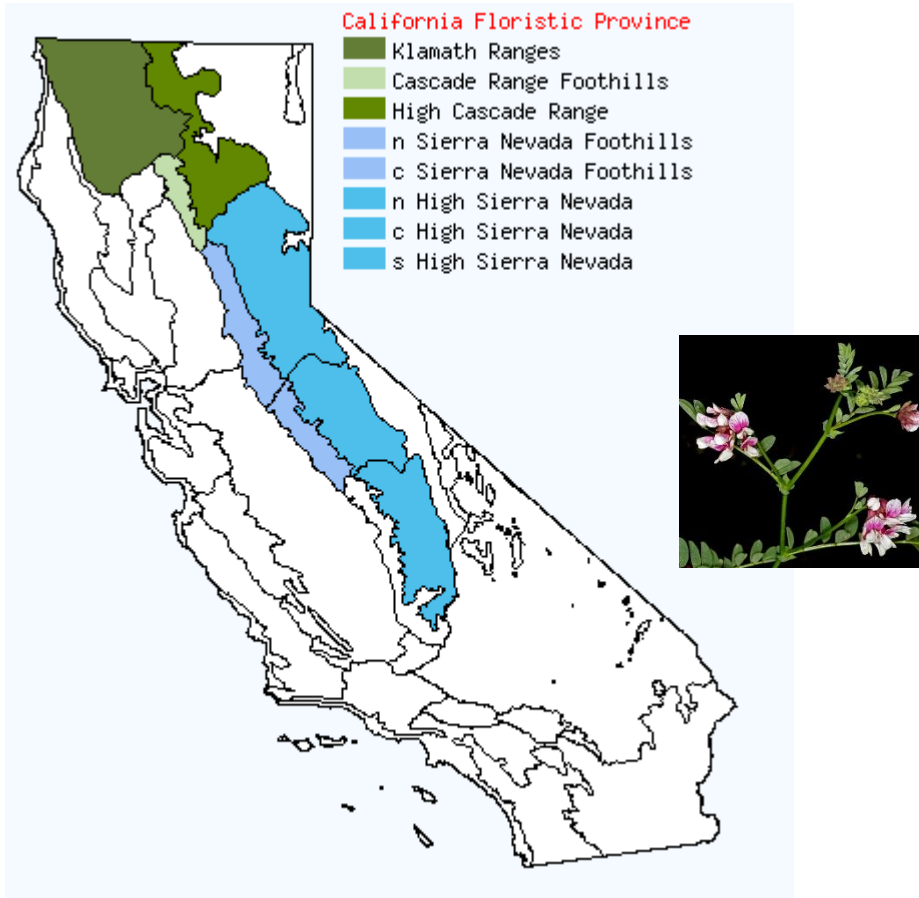 California Floristic Province
Klamath Ranges
Cascade Range Foothills
High Cascade Range
n Sierra Nevada Foothills
c Sierra Nevada Foothills
n High Sierra Nevada
c High Sierra Nevada
s High Sierra Nevada